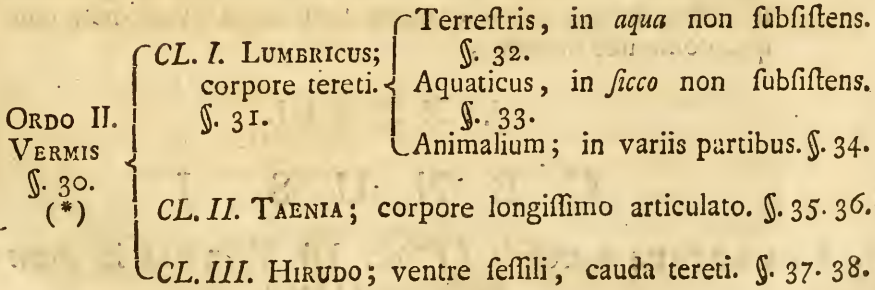 ORDO II.
VERMIS
§. 30.
(*)
CL. I. LUMBRICUS;
corpore tereti.
§. 31.
Terreſtris, in aqua non ſubſiſtens.
§. 32.
Aquaticus, in ſicco non ſubſiſtens.
§. 33.
Animalium; in variis partibus. §. 34.
CL. II. TAENIA; corpore longiſſimo articulato. §. 35. 36.
CL. III. HIRUDO; ventre ſeſſili, cauda tereti. §. 37. 38.